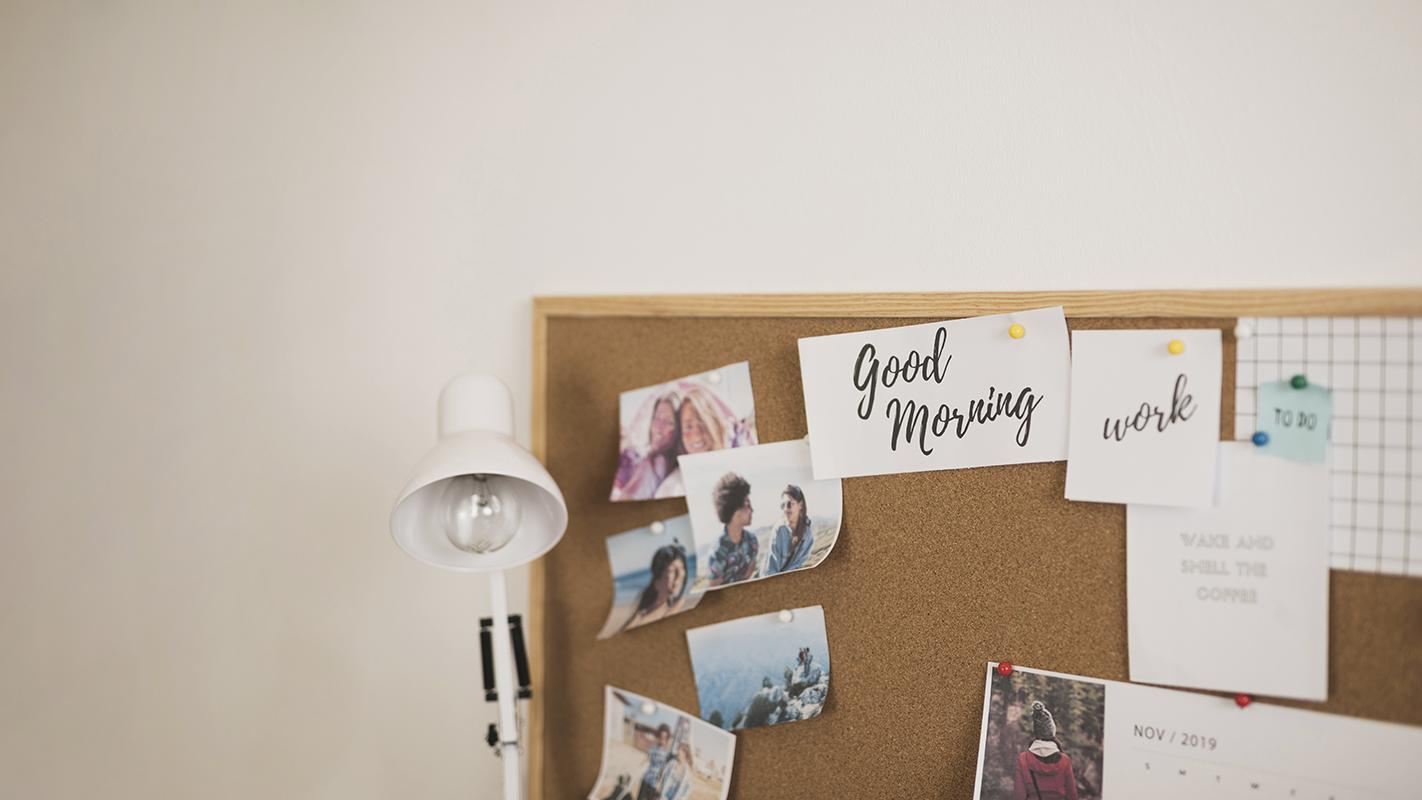 Good
Morning
work
TO DO
WAKE AND
SMELL THE
COFFEE
NOV / 2019
S M T W T F